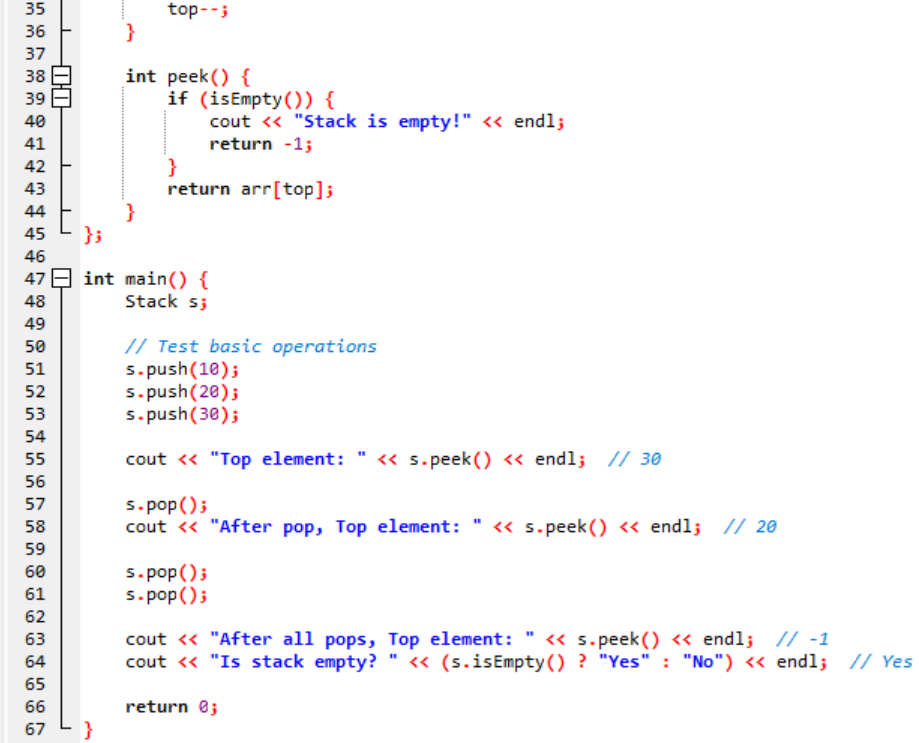 35 top--;
36 }
37
38 int peek() {
39 if (isEmpty()) {
40 cout << "Stack is empty!" << endl;
41 return -1;
42 }
43 return arr[top];
44 }
45 };
46
47 int main() {
48 Stack s;
49
50 // Test basic operations
51 s.push(10);
52 s.push(20);
53 s.push(30);
54
55 cout << "Top element: " << s.peek() << endl; // 30
56
57 s.pop();
58 cout << "After pop, Top element: " << s.peek() << endl; // 20
59
60 s.pop();
61 s.pop();
62
63 cout << "After all pops, Top element: " << s.peek() << endl; // -1
64 cout << "Is stack empty? " << (s.isEmpty() ? "Yes" : "No") << endl; // Yes
65
66 return 0;
67 }